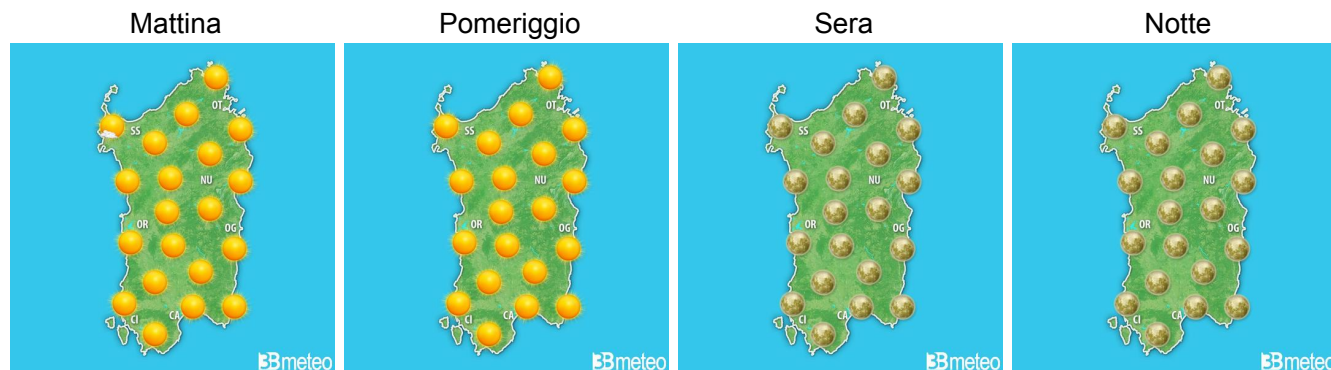 Mattina
Pomeriggio
Sera
Notte
OT
SS
NU
OR
OG
CI
CA
3Bmeteo
OT
SS
NU
OR
OG
CI
CA
3Bmeteo
OT
SS
NU
OR
OG
CI
CA
3Bmeteo
OT
SS
NU
OR
OG
CI
CA
3Bmeteo